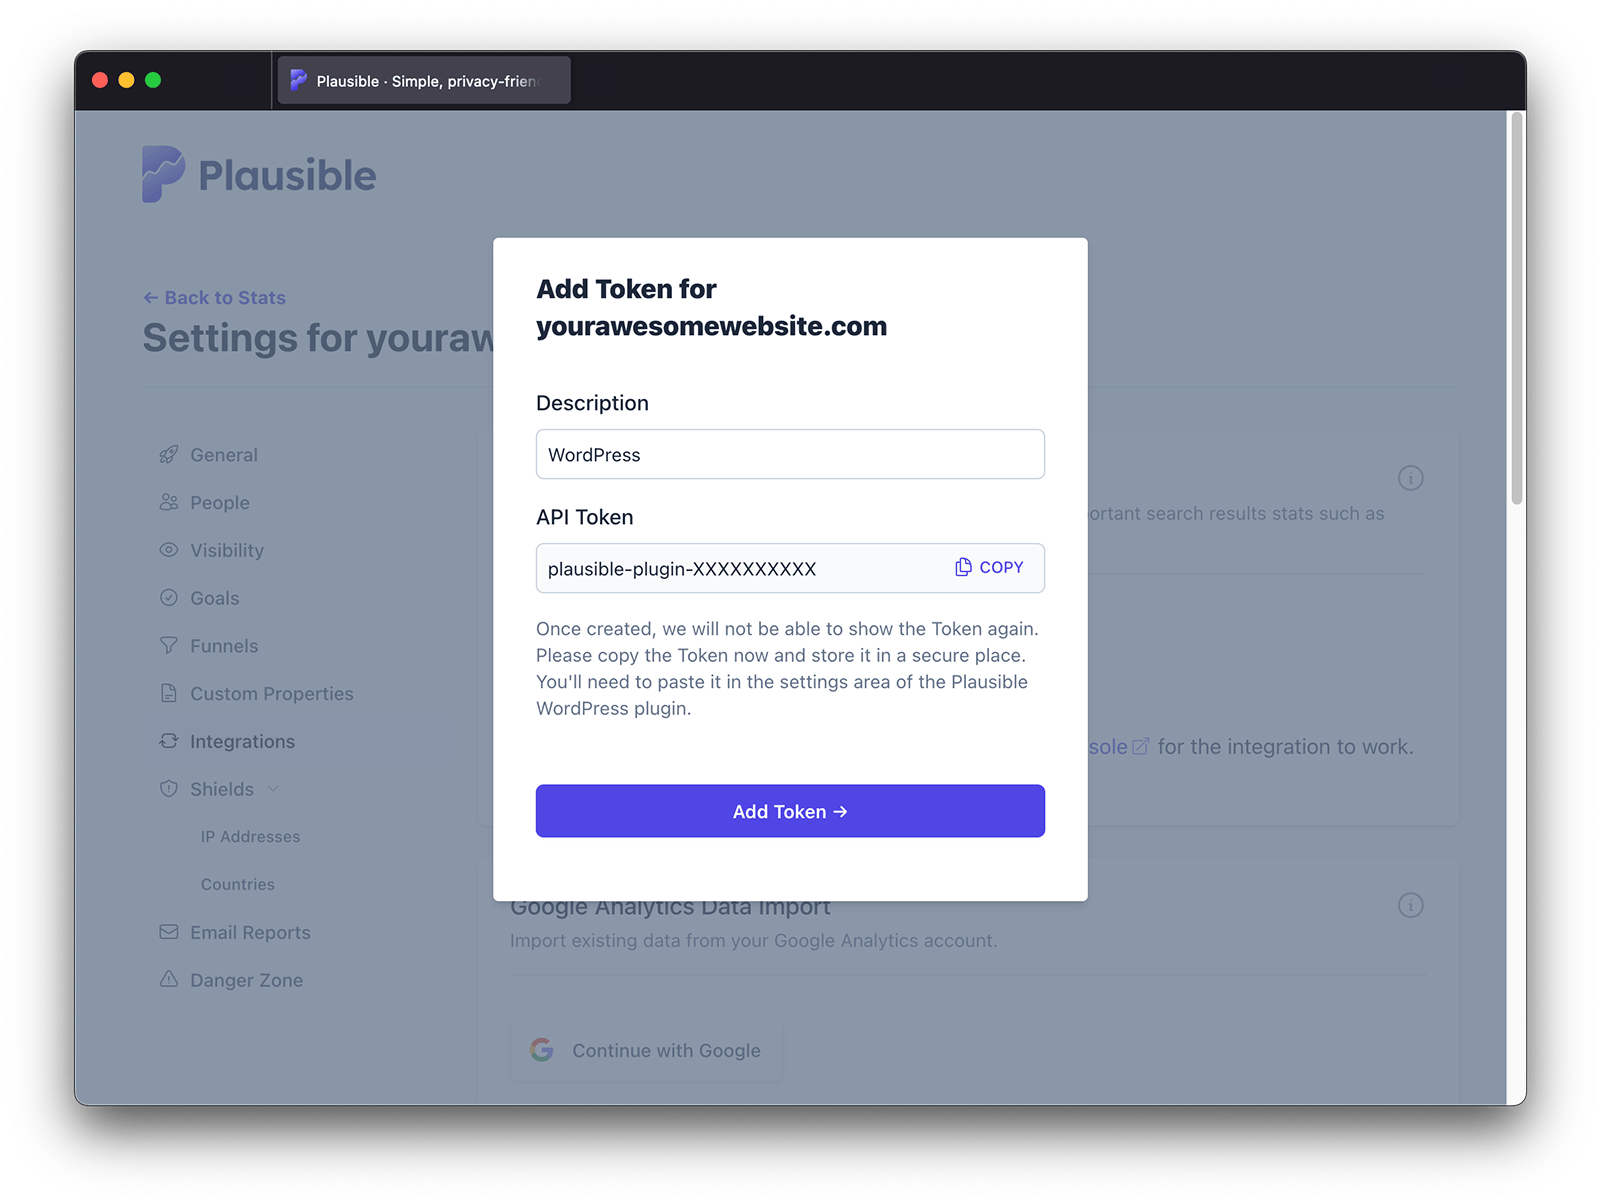 Plausible · Simple, privacy-frien
Plausible
← Back to Stats
Settings for youraw
General
People
Visibility
Goals
Funnels
Custom Properties
Integrations
Shields
IP Addresses
Countries
Email Reports
Danger Zone
Add Token for
yourawesomewebsite.com
Description
WordPress
API Token
plausible-plugin-XXXXXXXXXX
COPY
Once created, we will not be able to show the Token again.
Please copy the Token now and store it in a secure place.
You'll need to paste it in the settings area of the Plausible
WordPress plugin.
Add Token →
ortant search results stats such as
sole for the integration to work.
Google Analytics Data Import
Import existing data from your Google Analytics account.
Continue with Google